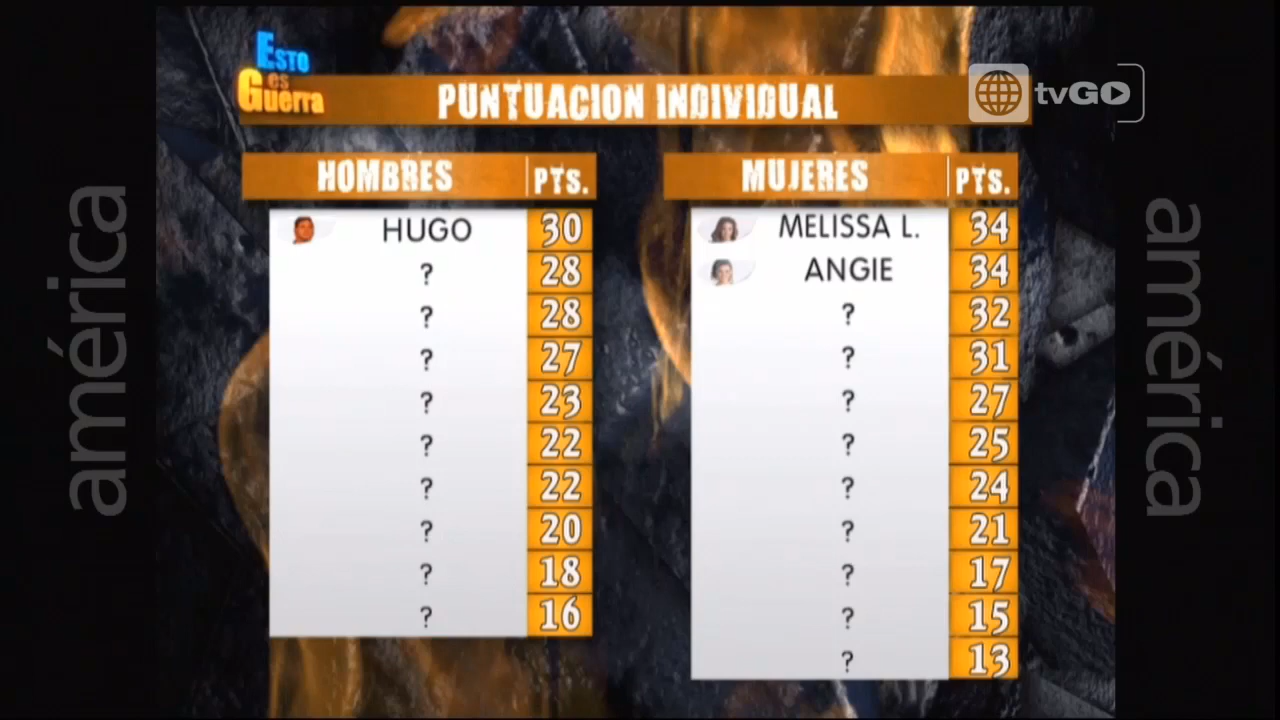 ESTO
es
Guerra
PUNTUACION INDIVIDUAL
tvGO
américa
américa
HOMBRES PTS.
HUGO 30
? 28
? 28
? 27
? 23
? 22
? 22
? 20
? 18
? 16
MUJERES PTS.
MELISSA L. 34
ANGIE 34
? 32
? 31
? 27
? 25
? 24
? 21
? 17
? 15
? 13